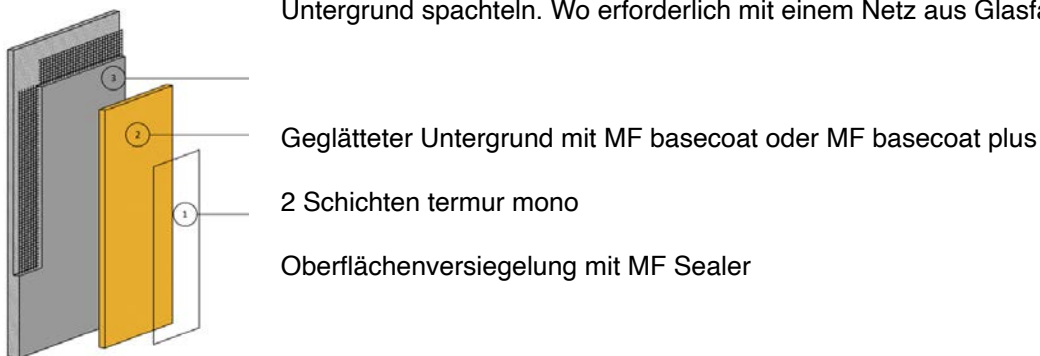 Untergrund spachteln. Wo erforderlich mit einem Netz aus
3
2
Geglätteter Untergrund mit MF basecoat oder MF basecoat plus
2 Schichten termur mono
1
Oberflächenversiegelung mit MF Sealer